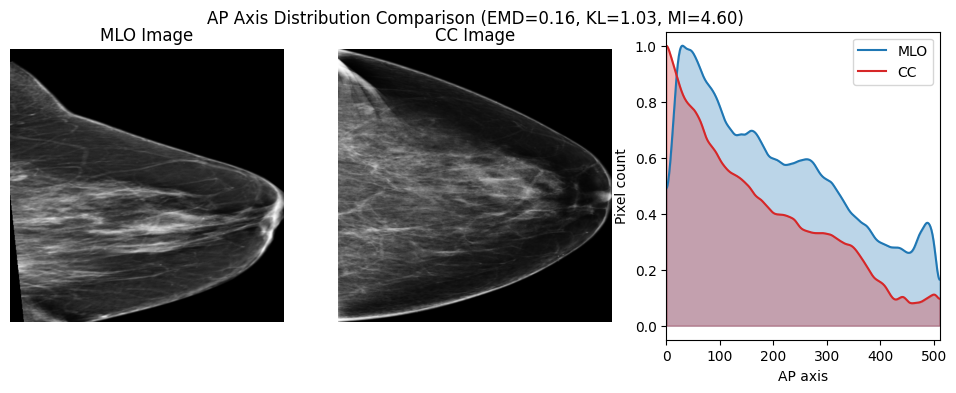 AP Axis Distribution Comparison (EMD=0.16, KL=1.03, MI=4.60)
MLO Image
CC Image
MLO
CC
Pixel count
1.0
0.8
0.6
0.4
0.2
0.0
0 100 200 300 400 500
AP axis